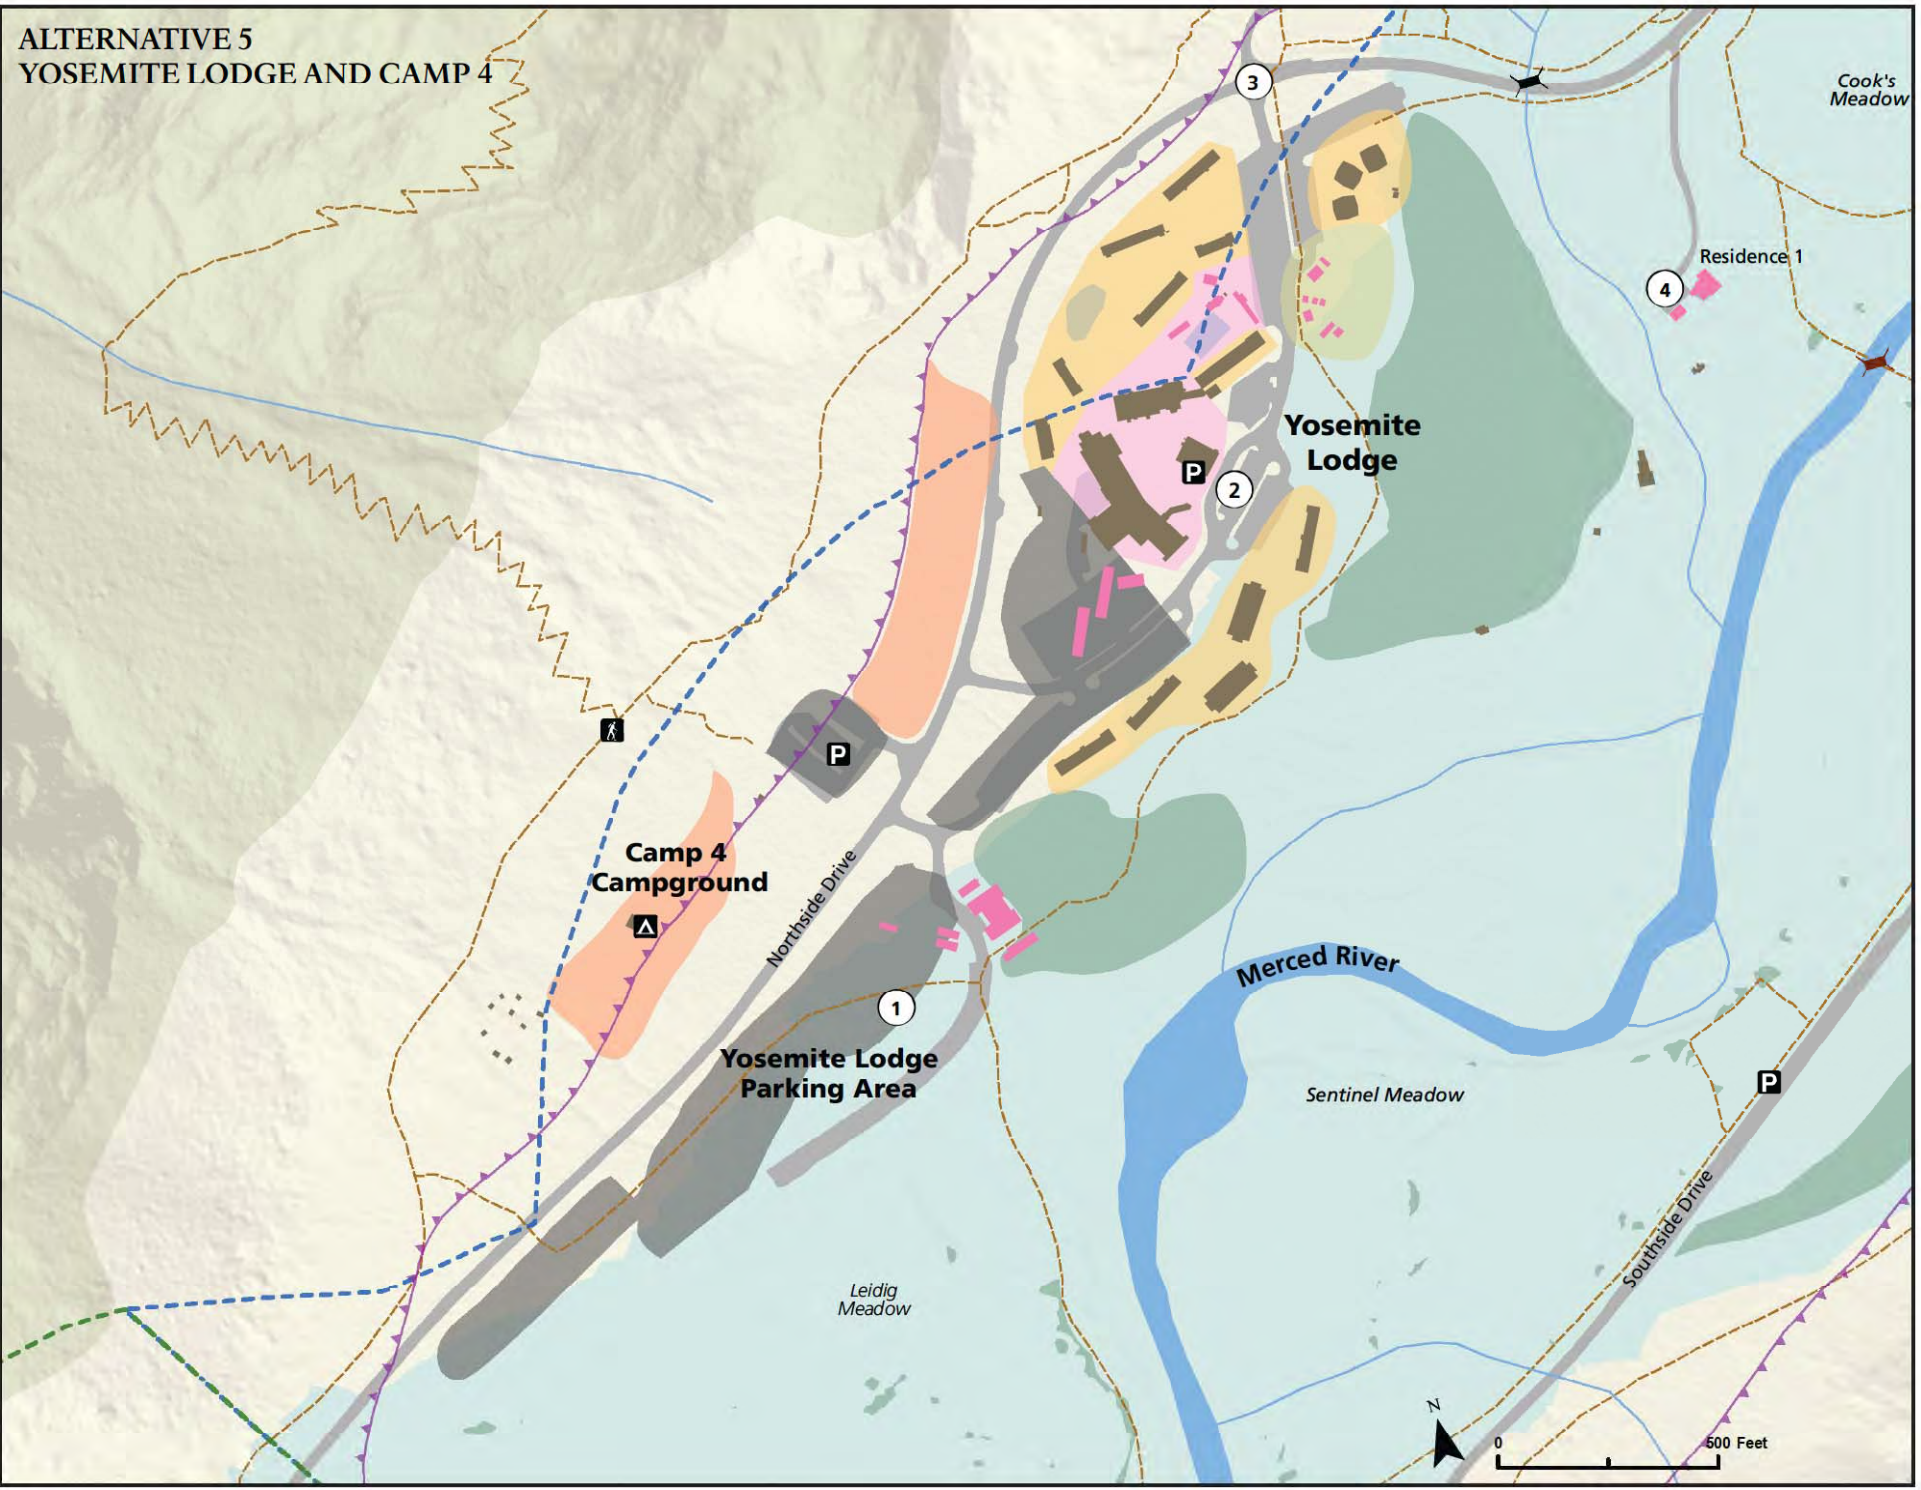 ALTERNATIVE 5
YOSEMITE LODGE AND CAMP 4
3
Cook's
Meadow
Residence 1
4
Yosemite
Lodge
P
2
P
Camp 4
Campground
Northside Drive
Merced River
1
Yosemite Lodge
Parking Area
Sentinel Meadow
P
Southside Drive
Leidig
Meadow
N
0
500 Feet